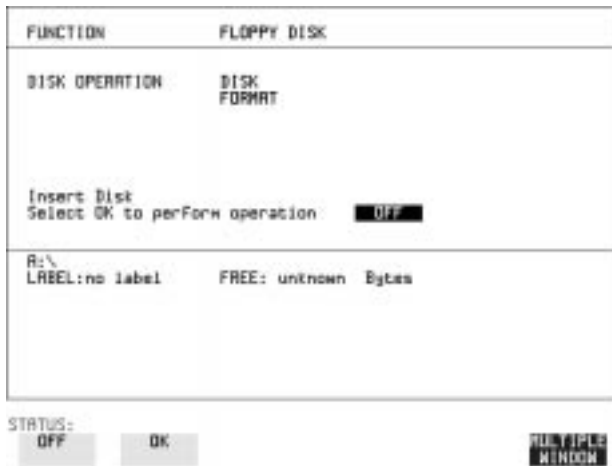 FUNCTION FLOPPY DISK
DISK OPERATION DISK
FORMAT
Insert Disk
Select OK to perform operation OFF
A:\
LABEL:no label FREE: unknown Bytes
STATUS:
OFF OK MULTIPLE
WINDOW